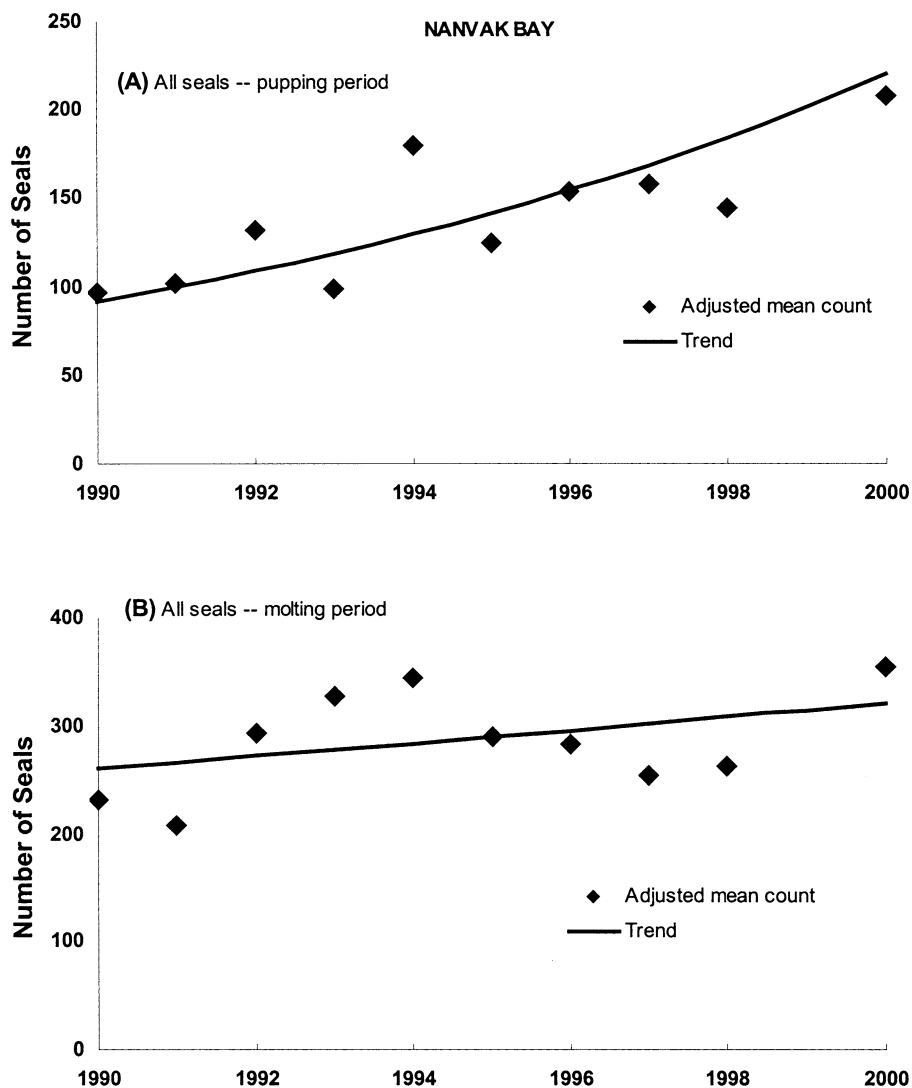 NANVAK BAY
(A) All seals -- pupping period
250
200
150
100
50
0
Number of Seals
Adjusted mean count
Trend
1990 1992 1994 1996 1998 2000
(B) All seals -- molting period
400
300
200
100
0
Number of Seals
Adjusted mean count
Trend
1990 1992 1994 1996 1998 2000